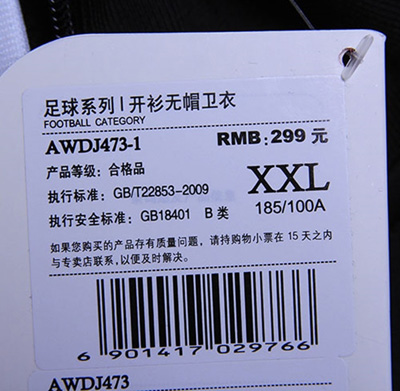 足球系列 | 开衫无帽卫衣
FOOTBALL CATEGORY
AWDJ473-1 RMB: 299 元
产品等级: 合格品
执行标准: GB/T22853-2009
XXL
执行安全标准: GB18401 B 类
185/100A
如果您购买的产品存有质量问题, 请持购物小票在 15 天之内
与专卖店联系, 以便及时解决。
6 901417 029766
AWDJ473